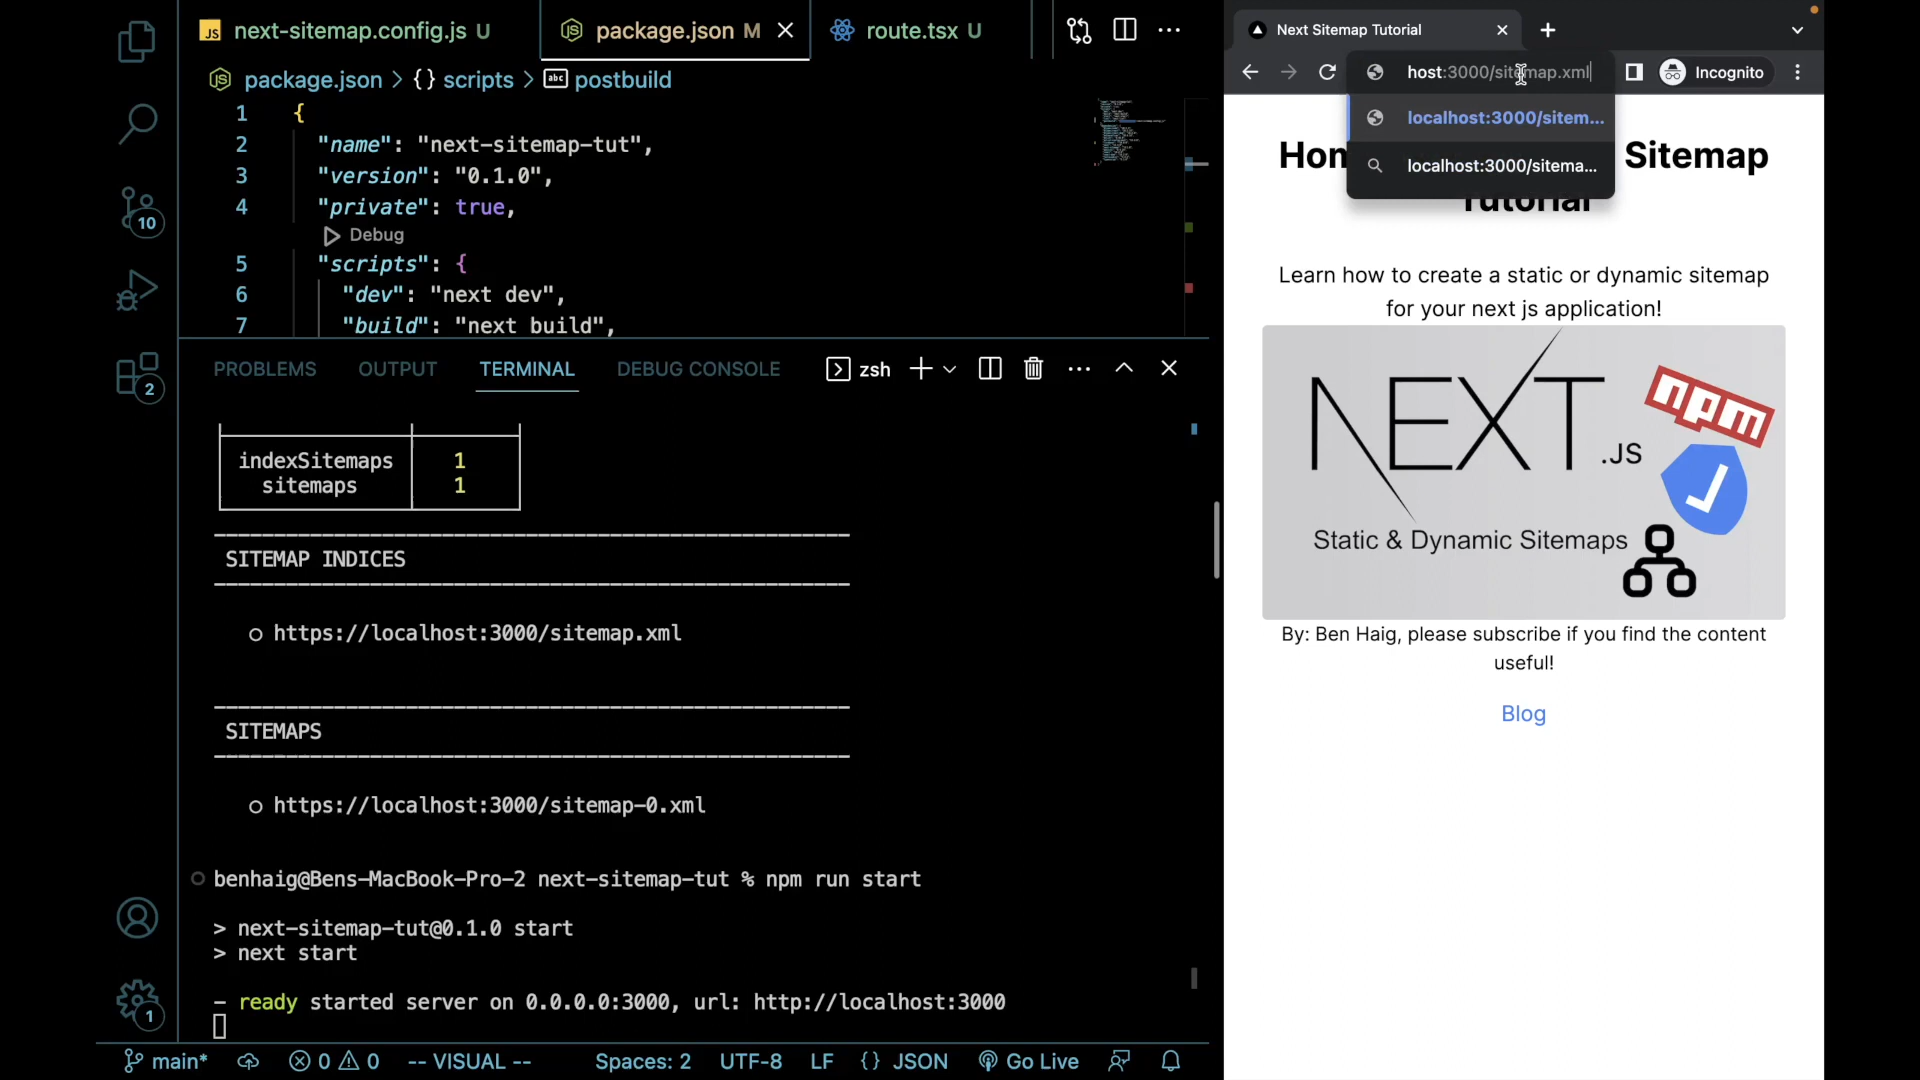 next-sitemap.config.js U
package.json M
route.tsx U
package.json > {} scripts > abc postbuild
1 {
2 "name": "next-sitemap-tut",
3 "version": "0.1.0",
4 "private": true,
Debug
5 "scripts": {
6 "dev": "next dev",
7 "build": "next build",
10
2
1
PROBLEMS OUTPUT TERMINAL DEBUG CONSOLE zsh
indexSitemaps 1
sitemaps 1
SITEMAP INDICES
○ https://localhost:3000/sitemap.xml
SITEMAPS
○ https://localhost:3000/sitemap-0.xml
benhaig@Bens-MacBook-Pro-2 next-sitemap-tut % npm run start
> next-sitemap-tut@0.1.0 start
> next start
- ready started server on 0.0.0.0:3000, url: http://localhost:3000
main* 0 0 -- VISUAL -- Spaces: 2 UTF-8 LF {} JSON Go Live
Next Sitemap Tutorial
host:3000/sitemap.xml
Incognito
localhost:3000/sitem...
localhost:3000/sitema...
Sitemap
Tutorial
Learn how to create a static or dynamic sitemap
for your next js application!
NEXT.JS
npm
Static & Dynamic Sitemaps
By: Ben Haig, please subscribe if you find the content
useful!
Blog